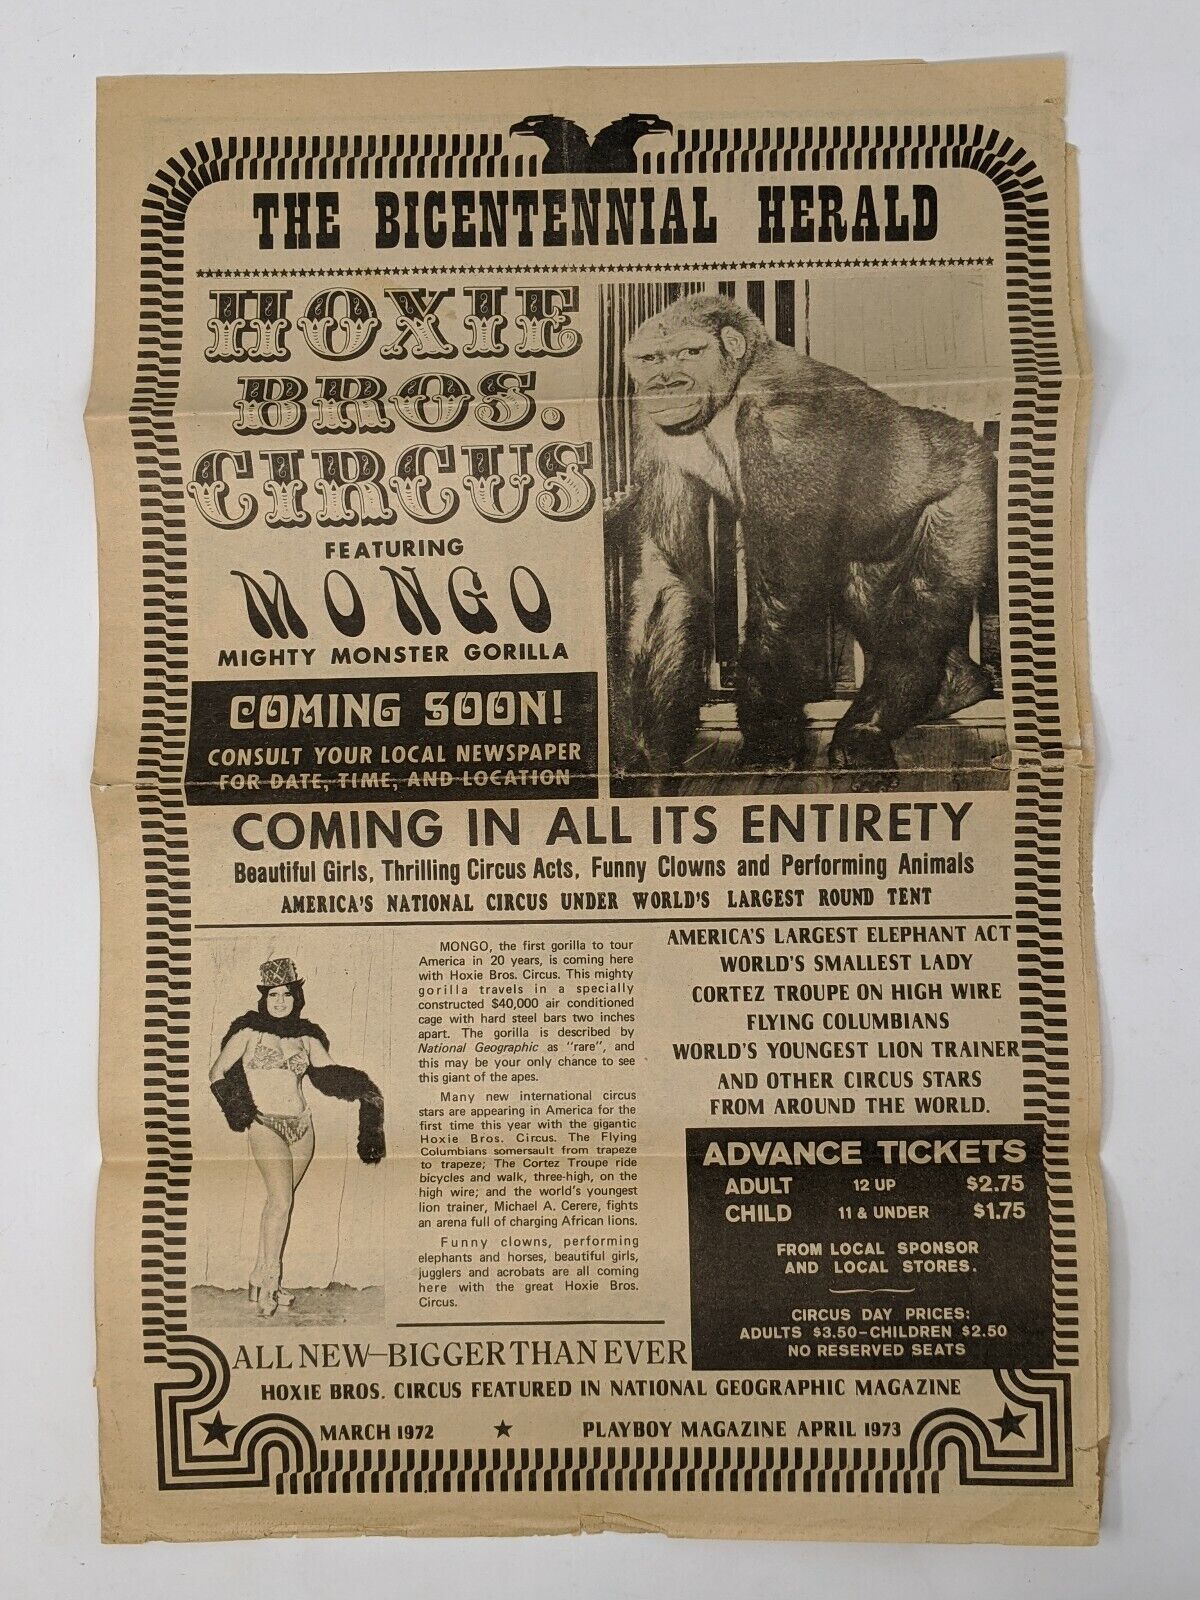 THE BICENTENNIAL HERALD
HOXIE
BROS.
CIRCUS
FEATURING
MONGO
MIGHTY MONSTER GORILLA
COMING SOON!
CONSULT YOUR LOCAL NEWSPAPER
FOR DATE, TIME, AND LOCATION
COMING IN ALL ITS ENTIRETY
Beautiful Girls, Thrilling Circus Acts, Funny Clowns and Performing Animals
AMERICA'S NATIONAL CIRCUS UNDER WORLD'S LARGEST ROUND TENT
MONGO, the first gorilla to tour
America in 20 years, is coming here
with Hoxie Bros. Circus. This mighty
gorilla travels in a specially
constructed $40,000 air conditioned
cage with hard steel bars two inches
apart. The gorilla is described by
National Geographic as "rare", and
this may be your only chance to see
this giant of the apes.
Many new international circus
stars are appearing in America for the
first time this year with the gigantic
Hoxie Bros. Circus. The Flying
Columbians somersault from trapeze
to trapeze; The Cortez Troupe ride
bicycles and walk, three-high, on the
high wire; and the world's youngest
lion trainer, Michael A. Cerere, fights
an arena full of charging African lions.
Funny clowns, performing
elephants and horses, beautiful girls,
jugglers and acrobats are all coming
here with the great Hoxie Bros.
Circus.
AMERICA'S LARGEST ELEPHANT ACT
WORLD'S SMALLEST LADY
CORTEZ TROUPE ON HIGH WIRE
FLYING COLUMBIANS
WORLD'S YOUNGEST LION TRAINER
AND OTHER CIRCUS STARS
FROM AROUND THE WORLD.
ADVANCE TICKETS
ADULT 12 UP $2.75
CHILD 11 & UNDER $1.75
FROM LOCAL SPONSOR
AND LOCAL STORES.
CIRCUS DAY PRICES:
ADULTS $3.50-CHILDREN $2.50
NO RESERVED SEATS
ALL NEW—BIGGER THAN EVER
HOXIE BROS. CIRCUS FEATURED IN NATIONAL GEOGRAPHIC MAGAZINE
MARCH 1972 ★ PLAYBOY MAGAZINE APRIL 1973